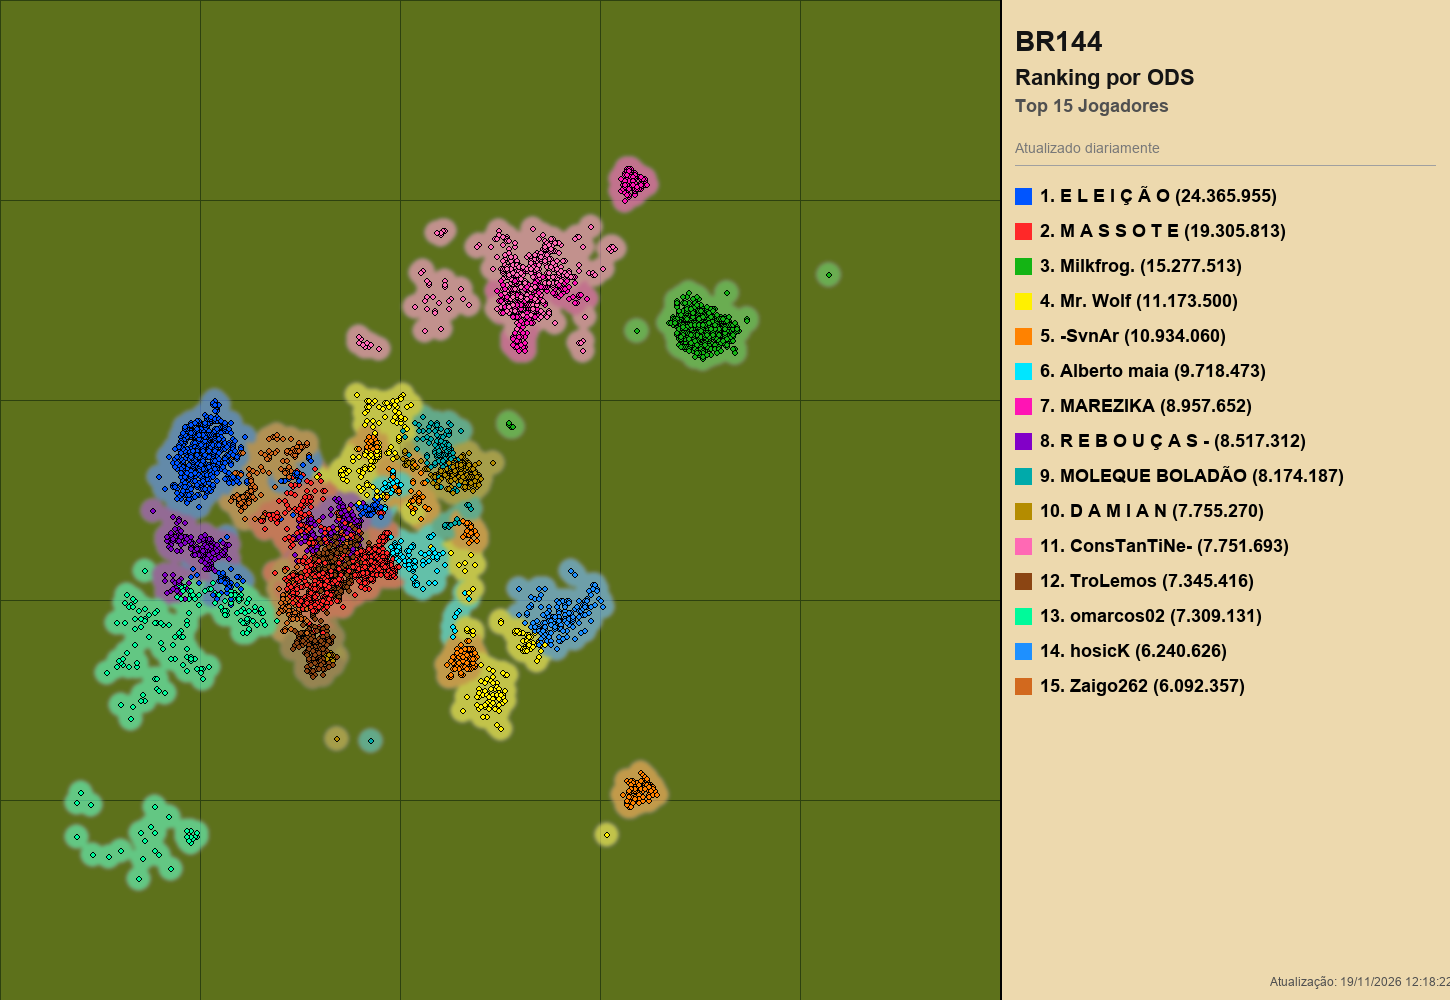 BR144
Ranking por ODS
Top 15 Jogadores
Atualizado diariamente
1. E L E I Ç Ã O (24.365.955)
2. M A S S O T E (19.305.813)
3. Milkfrog. (15.277.513)
4. Mr. Wolf (11.173.500)
5. -SvnAr (10.934.060)
6. Alberto maia (9.718.473)
7. MAREZIKA (8.957.652)
8. R E B O U Ç A S - (8.517.312)
9. MOLEQUE BOLADÃO (8.174.187)
10. D A M I A N (7.755.270)
11. ConsTanTiNe- (7.751.693)
12. TroLemos (7.345.416)
13. omarcos02 (7.309.131)
14. hosicK (6.240.626)
15. Zaigo262 (6.092.357)
Atualização: 19/11/2026 12:18:22